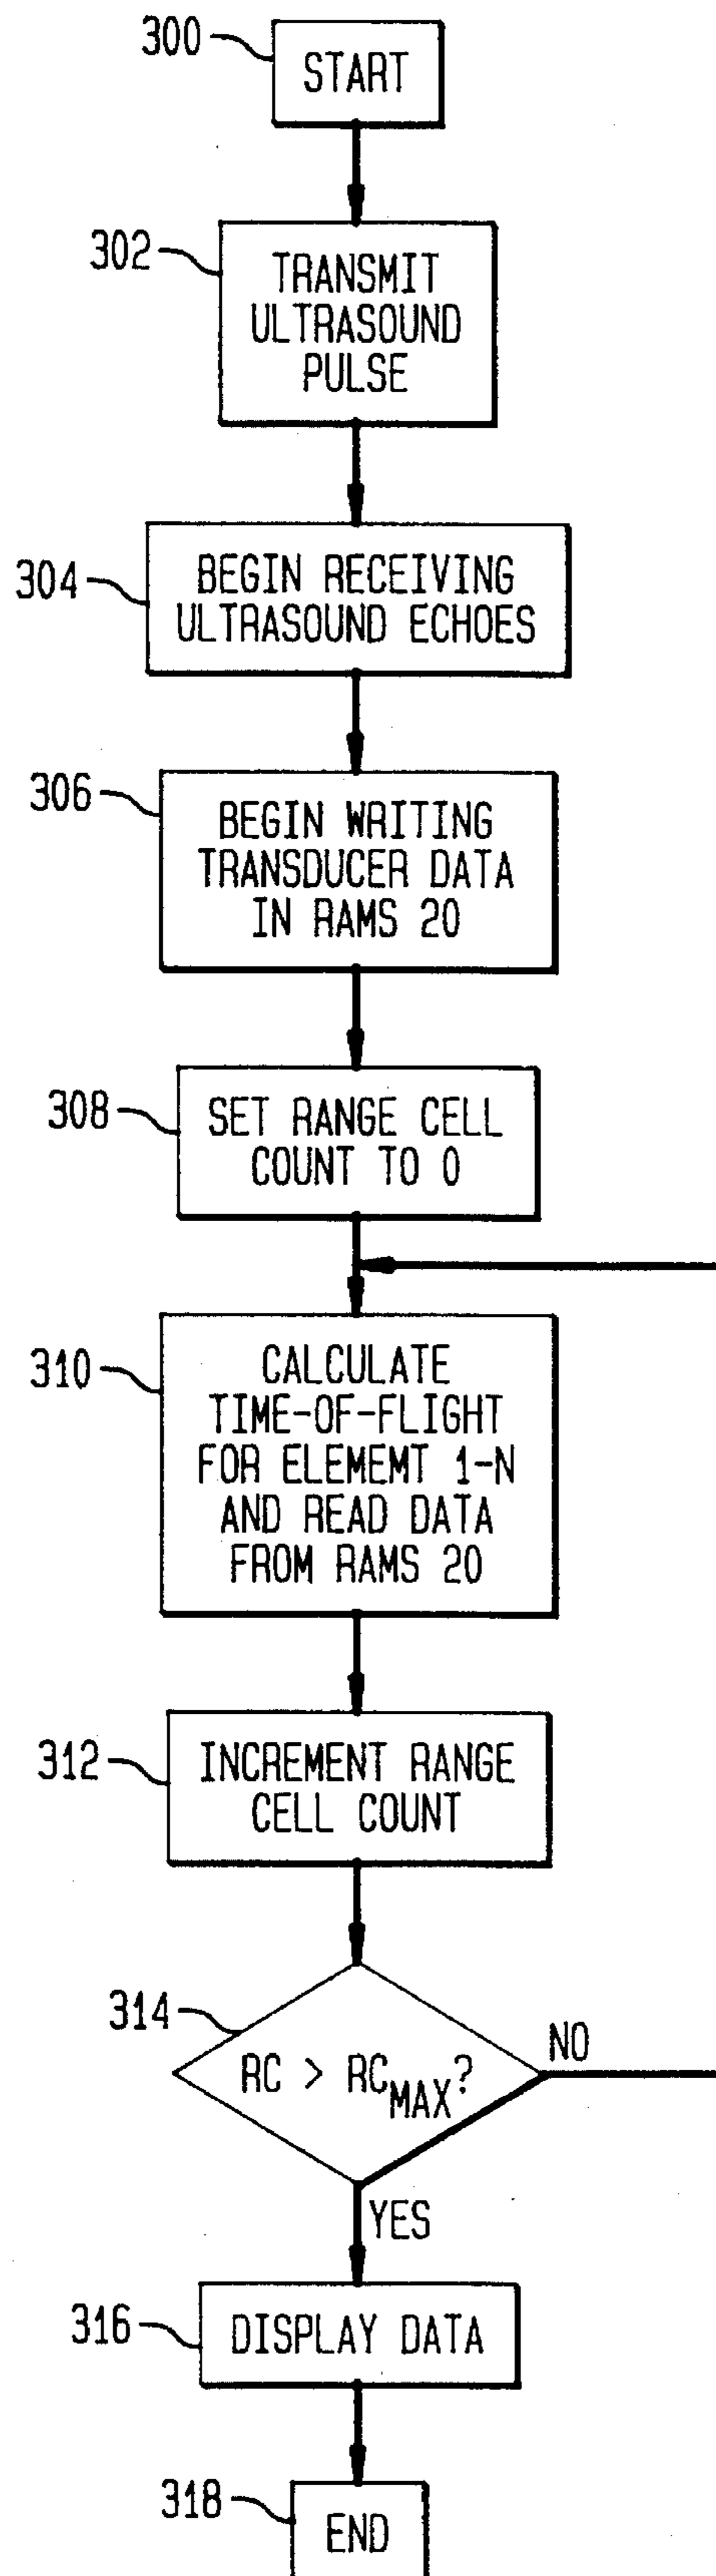 300
START
302
TRANSMIT
ULTRASOUND
PULSE
304
BEGIN RECEIVING
ULTRASOUND ECHOES
306
BEGIN WRITING
TRANSDUCER DATA
IN RAMS 20
308
SET RANGE CELL
COUNT TO 0
310
CALCULATE
TIME-OF-FLIGHT
FOR ELEMEMT 1-N
AND READ DATA
FROM RAMS 20
312
INCREMENT RANGE
CELL COUNT
314
RC > RCMAX?
NO
YES
316
DISPLAY DATA
318
END